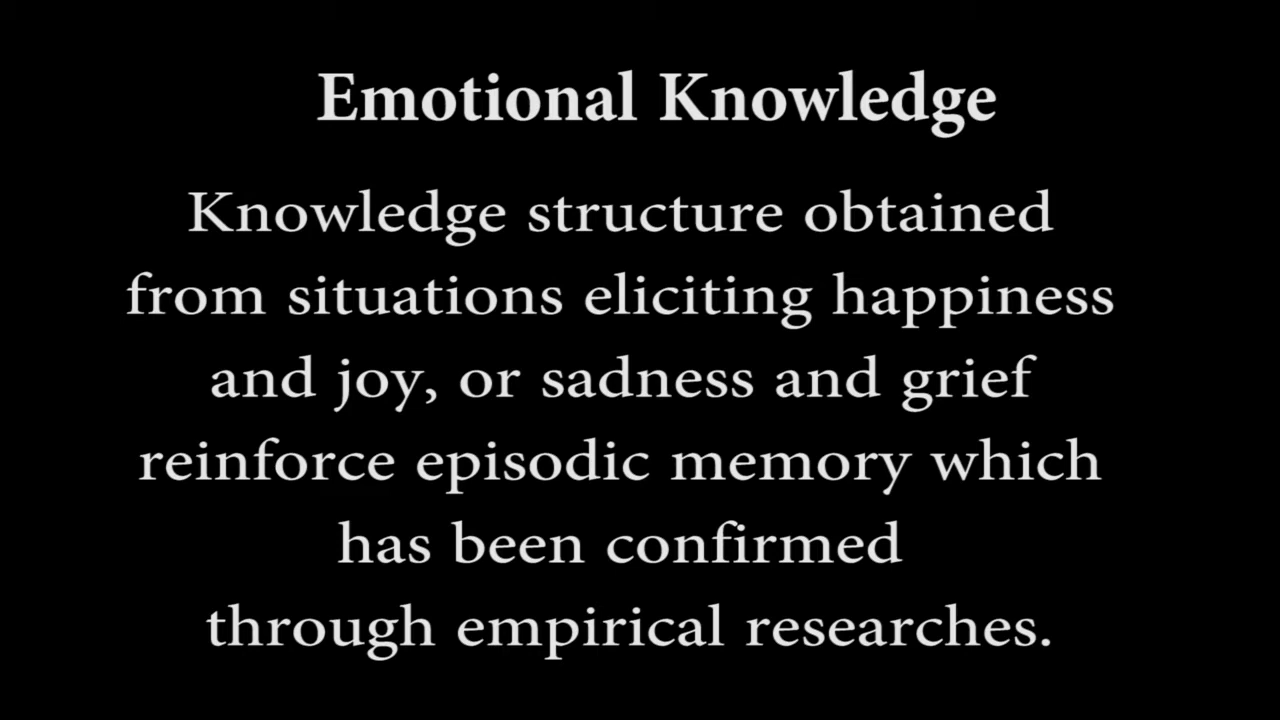 Emotional Knowledge
Knowledge structure obtained
from situations eliciting happiness
and joy, or sadness and grief
reinforce episodic memory which
has been confirmed
through empirical researches.